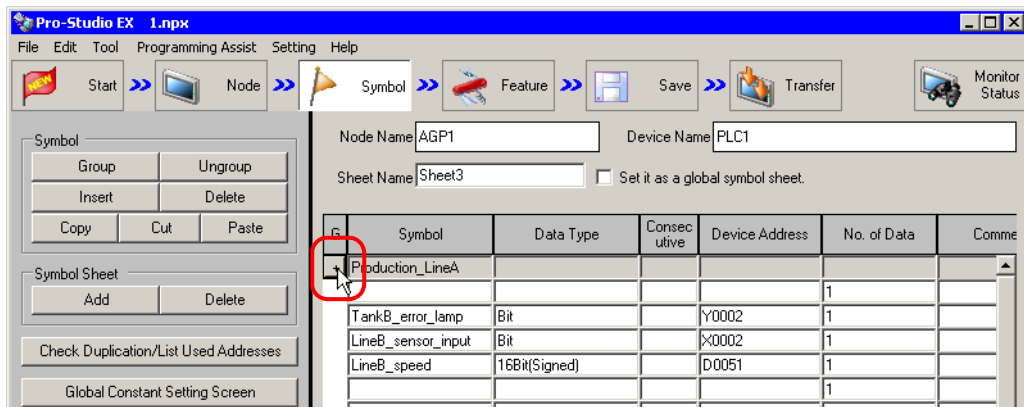 Pro-Studio EX 1.npx
File Edit Tool Programming Assist Setting Help
NEW Start Node Symbol Feature Save Transfer Monitor Status
Symbol
Group Ungroup
Insert Delete
Copy Cut Paste
Symbol Sheet
Add Delete
Check Duplication/List Used Addresses
Global Constant Setting Screen
Node Name AGP1 Device Name PLC1
Sheet Name Sheet3 Set it as a global symbol sheet.
G Symbol Data Type Consec utive Device Address No. of Data Comme
+ Production_LineA
1
TankB_error_lamp Bit Y0002 1
LineB_sensor_input Bit X0002 1
LineB_speed 16Bit(Signed) D0051 1
1